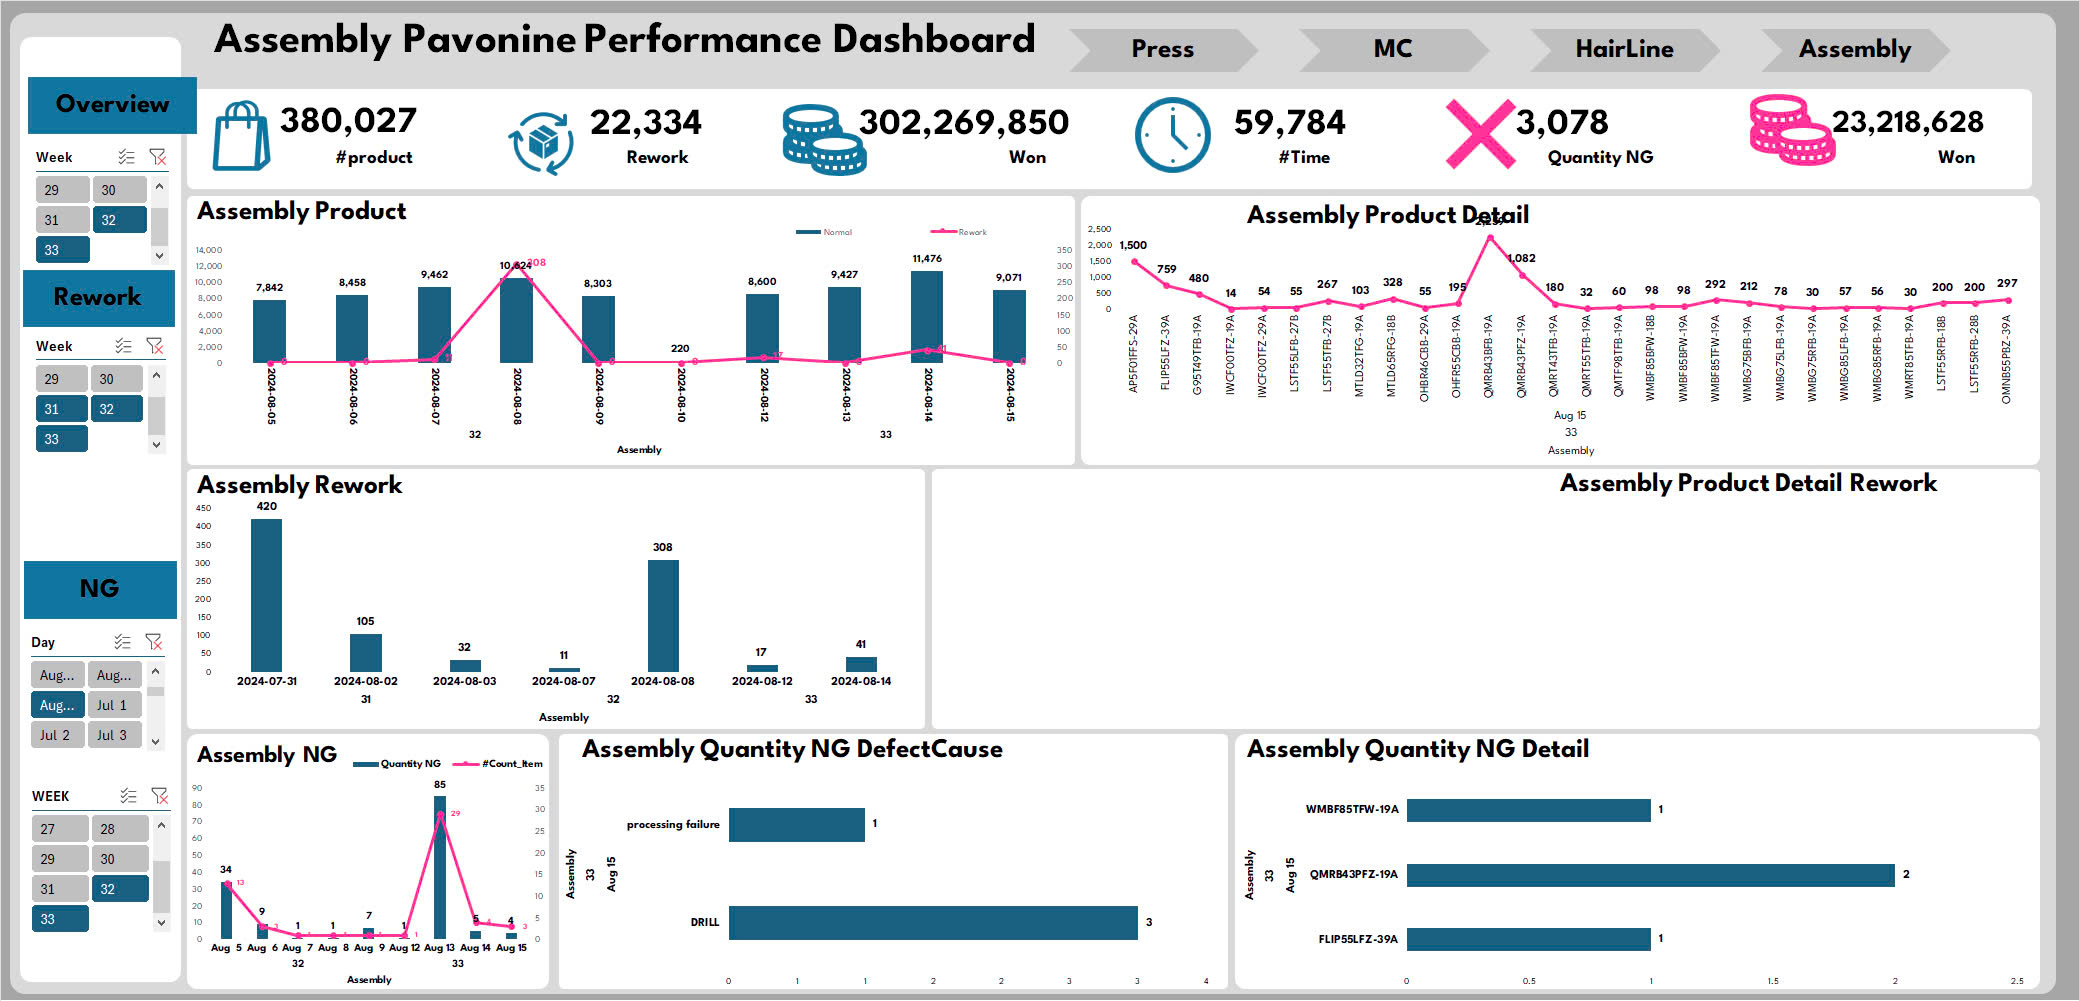 Assembly Pavonine Performance Dashboard
Press
MC
HairLine
Assembly
Overview
380,027
#product
22,334
Rework
302,269,850
Won
59,784
#Time
3,078
Quantity NG
23,218,628
Won
Week
29 30
31 32
33
Rework
Week
29 30
31 32
33
NG
Day
Aug... Aug...
Aug... Jul 1
Jul 2 Jul 3
WEEK
27 28
29 30
31 32
33
Assembly Product
Normal Rework
14,000
12,000
10,000
8,000
6,000
4,000
2,000
0
350
300
250
200
150
100
50
0
7,842 8,458 9,462 10,624 8,303 220 8,600 9,427 11,476 9,071
0 0 308 0 0 17 0 41 0
2024-08-05 2024-08-06 2024-08-07 2024-08-08 2024-08-09 2024-08-10 2024-08-12 2024-08-13 2024-08-14 2024-08-15
32 33
Assembly
Assembly Product Detail
2,500
2,000
1,500
1,000
500
0
1,500 759 480 14 54 55 267 103 328 55 195 1,082 180 32 60 98 98 292 212 78 30 57 56 30 200 200 297
AP5F01FFS-29A
FLIP55LFZ-39A
G95T49TFB-19A
IWCF00TFZ-19A
IWCF00TFZ-29A
LSTF55LFB-27B
LST55TFB-27B
MTLD32TFG-19A
MTLD65RFG-18B
OHBR46CBB-29A
OHFR55CBB-19A
QMRB43BFB-19A
QMRB43PFZ-19A
QMRT43TFB-19A
QMRT55TFB-19A
QMTF98TFB-19A
WMBF85BFW-18B
WMBF85BFW-19A
WMBF85TFW-19A
WMBG75BFB-19A
WMBG75LFB-19A
WMBG75RFB-19A
WMBG85LFB-19A
WMBG85RFB-19A
WMRT85TFB-19A
LSTF55RFB-18B
LSTF55RFB-28B
OMNB55PBZ-39A
Aug 15
33
Assembly
Assembly Rework
450
400
350
300
250
200
150
100
50
0
420 105 32 11 308 17 41
2024-07-31 2024-08-02 2024-08-03 2024-08-07 2024-08-08 2024-08-12 2024-08-14
31 32 33
Assembly
Assembly Product Detail Rework
Assembly NG
Quantity NG #Count_Item
90
80
70
60
50
40
30
20
10
0
35
30
25
20
15
10
5
0
34 9 1 1 7 1 85 5 4
13 3 1 1 1 1 29 4 3
Aug 5 Aug 6 Aug 7 Aug 8 Aug 9 Aug 12 Aug 13 Aug 14 Aug 15
32 33
Assembly
Assembly Quantity NG DefectCause
Assembly
33
Aug 15
processing failure 1
DRILL 3
0 1 1 2 2 3 3 4
Assembly Quantity NG Detail
Assembly
33
Aug 15
WMBF85TFW-19A 1
QMRB43PFZ-19A 2
FLIP55LFZ-39A 1
0 0.5 1 1.5 2 2.5